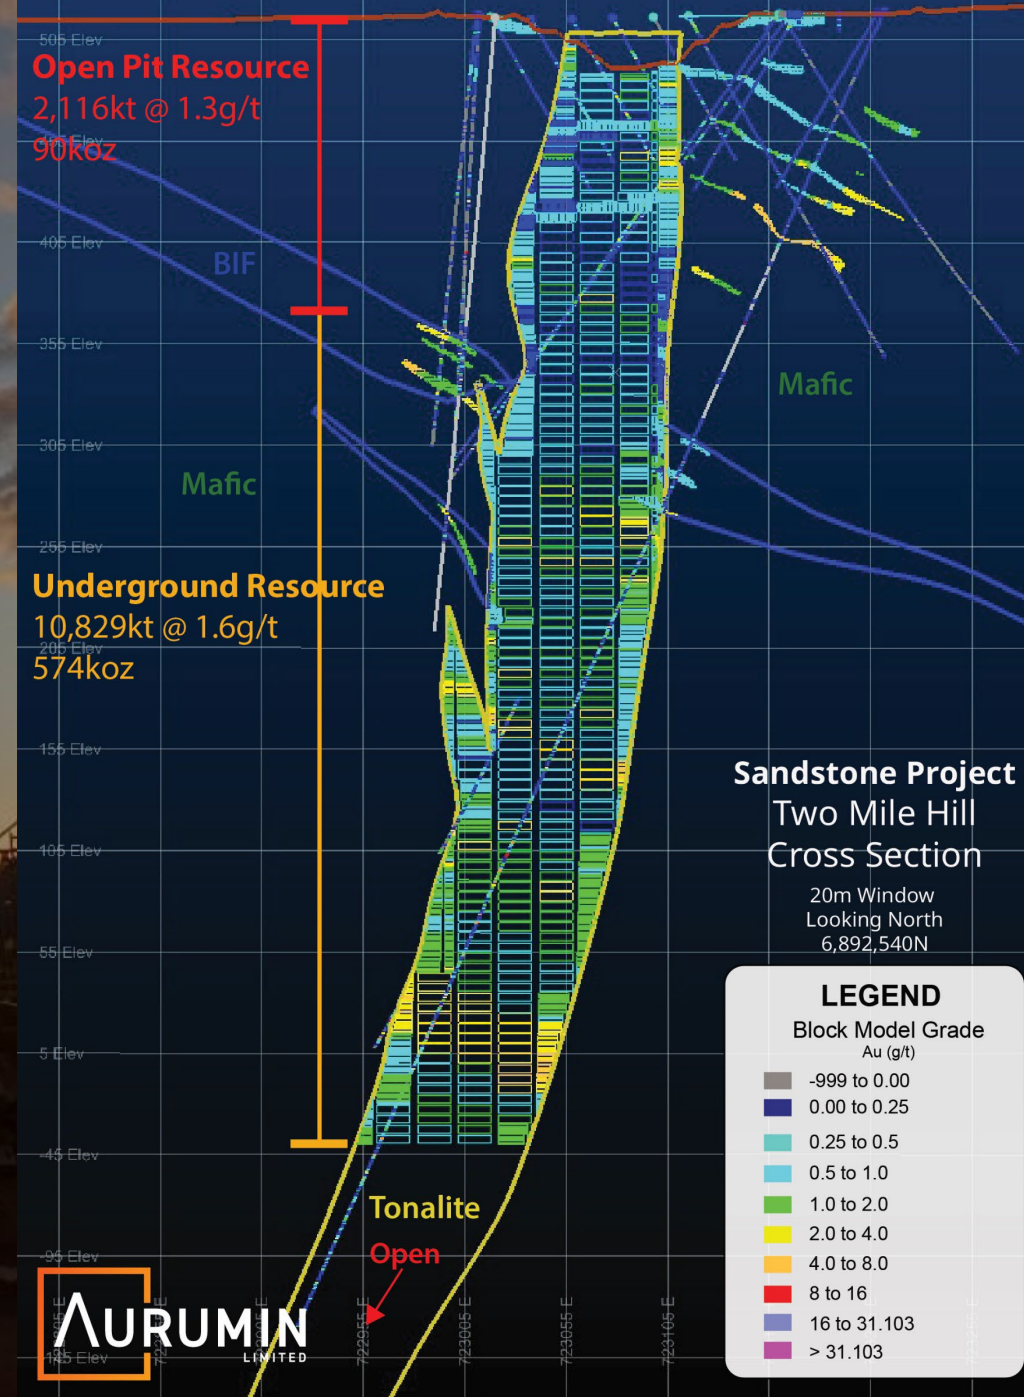 505 Elev
Open Pit Resource
2,116kt @ 1.3g/t
90koz
405 Elev
BIF
355 Elev
Mafic
305 Elev
Mafic
255 Elev
Underground Resource
10,829kt @ 1.6g/t
205 Elev
574koz
155 Elev
Sandstone Project
Two Mile Hill
Cross Section
20m Window
Looking North
6,892,540N
105 Elev
55 Elev
5 Elev
-45 Elev
LEGEND
Block Model Grade
Au (g/t)
-999 to 0.00
0.00 to 0.25
0.25 to 0.5
0.5 to 1.0
1.0 to 2.0
2.0 to 4.0
4.0 to 8.0
8 to 16
16 to 31.103
> 31.103
Tonalite
Open
-95 Elev
722955 E
723005 E
723055 E
723105 E
AURUMIN
LIMITED